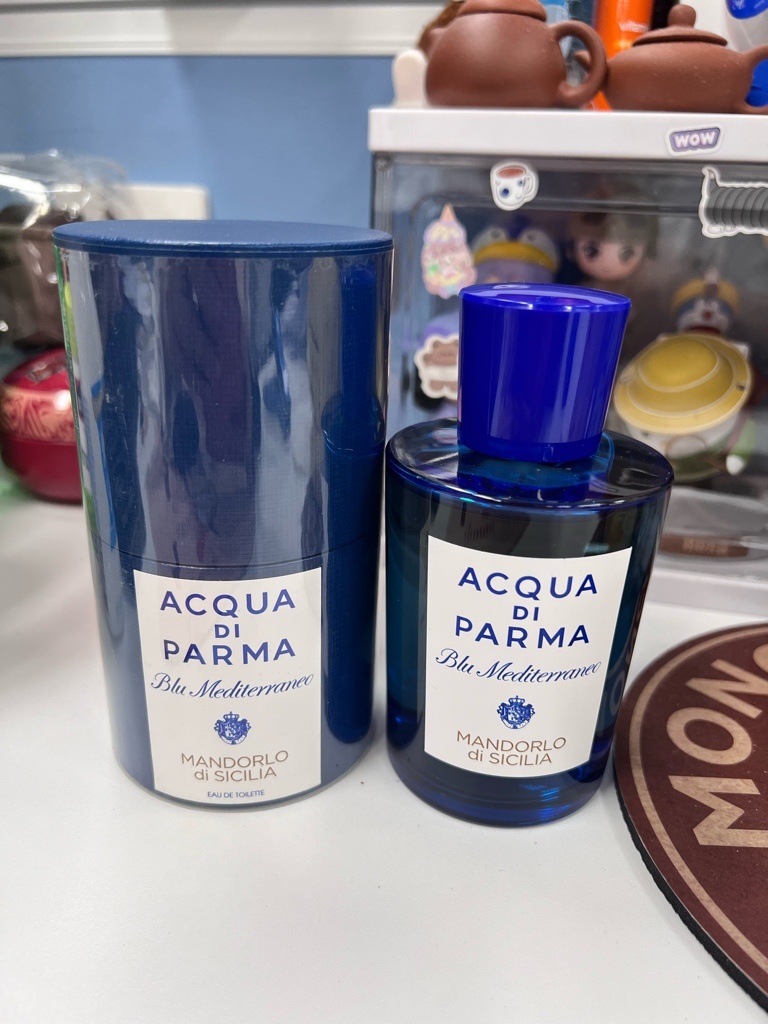 WOW
ACQUA
DI
PARMA
Blu Mediterraneo
MANDORLO
di SICILIA
EAU DE TOILETTE
ACQUA
DI
PARMA
Blu Mediterraneo
MANDORLO
di SICILIA